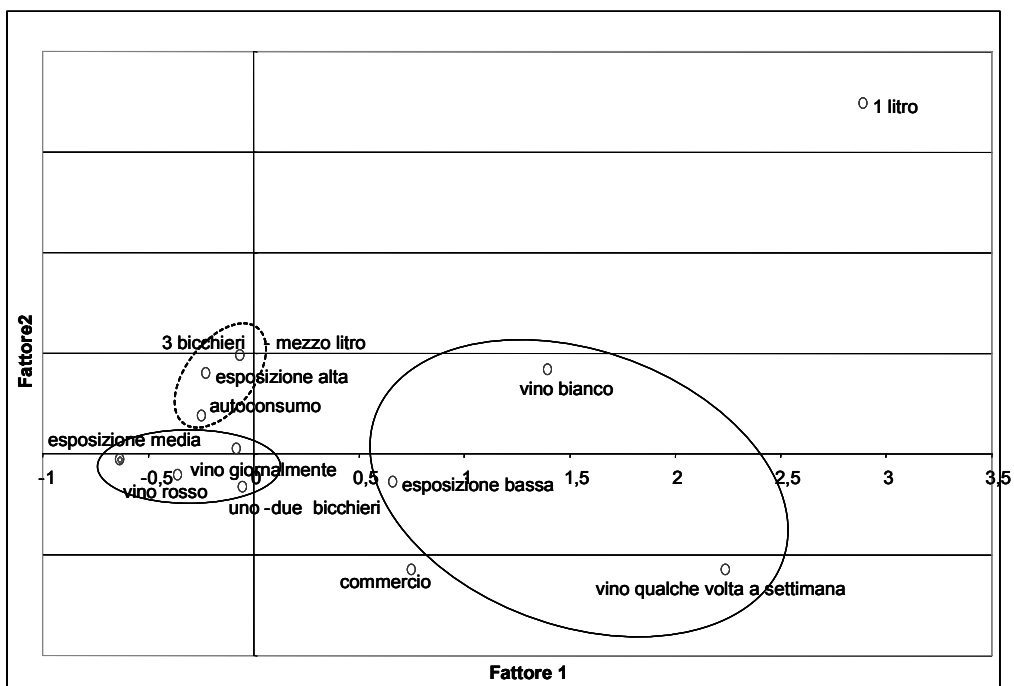 1 litro
Fattore2
3 bicchieri - mezzo litro
esposizione alta
vino bianco
autoconsumo
esposizione media
-1 -0,5 0 0,5 1 1,5 2 2,5 3 3,5
vino giornalmente
esposizione bassa
vino rosso
uno -due bicchieri
commercio
vino qualche volta a settimana
Fattore 1